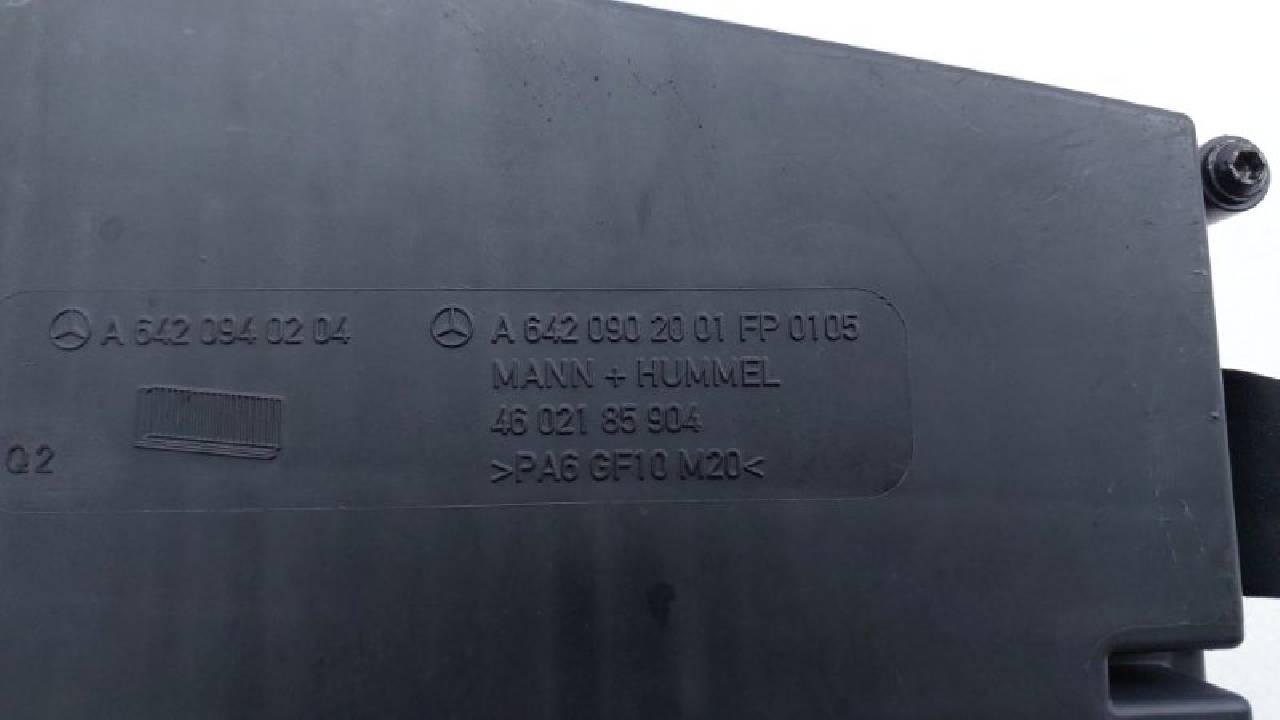 A 642 094 02 04
A 642 090 20 01 FP 0105
MANN + HUMMEL
46 021 85 904
>PA6 GF10 M20<
Q2